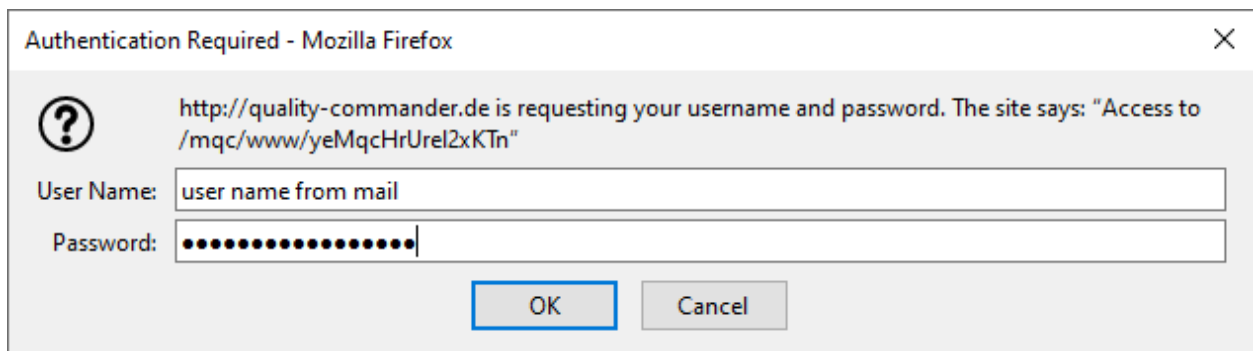 Authentication Required - Mozilla Firefox
http://quality-commander.de is requesting your username and password. The site says: “Access to
/mqc/www/yeMqcHrUrel2xKTn“
User Name: user name from mail
Password: •••••••••••••••••
OK Cancel